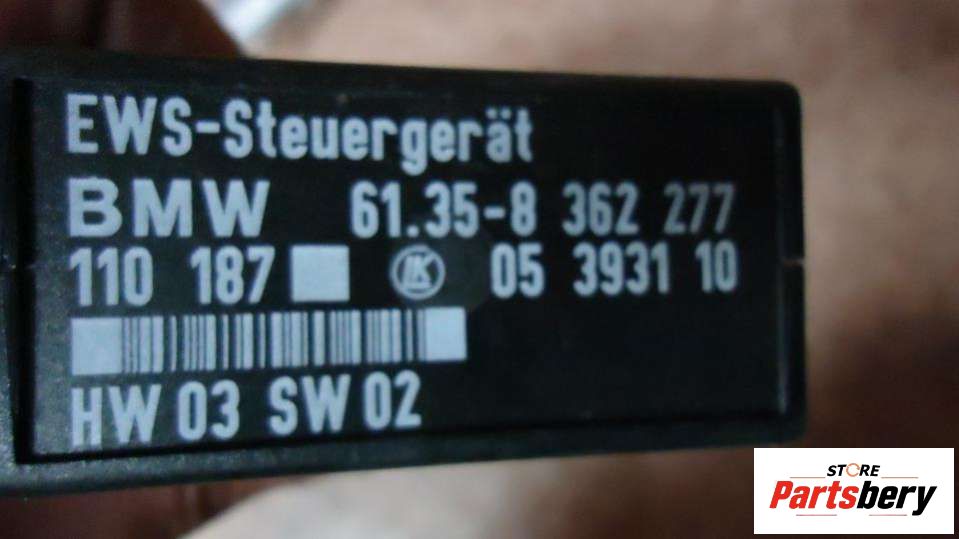 EWS-Steuergerät
BMW 61.35-8 362 277
110 187 LK 05 3931 10
HW 03 SW 02
STORE
Partsbery